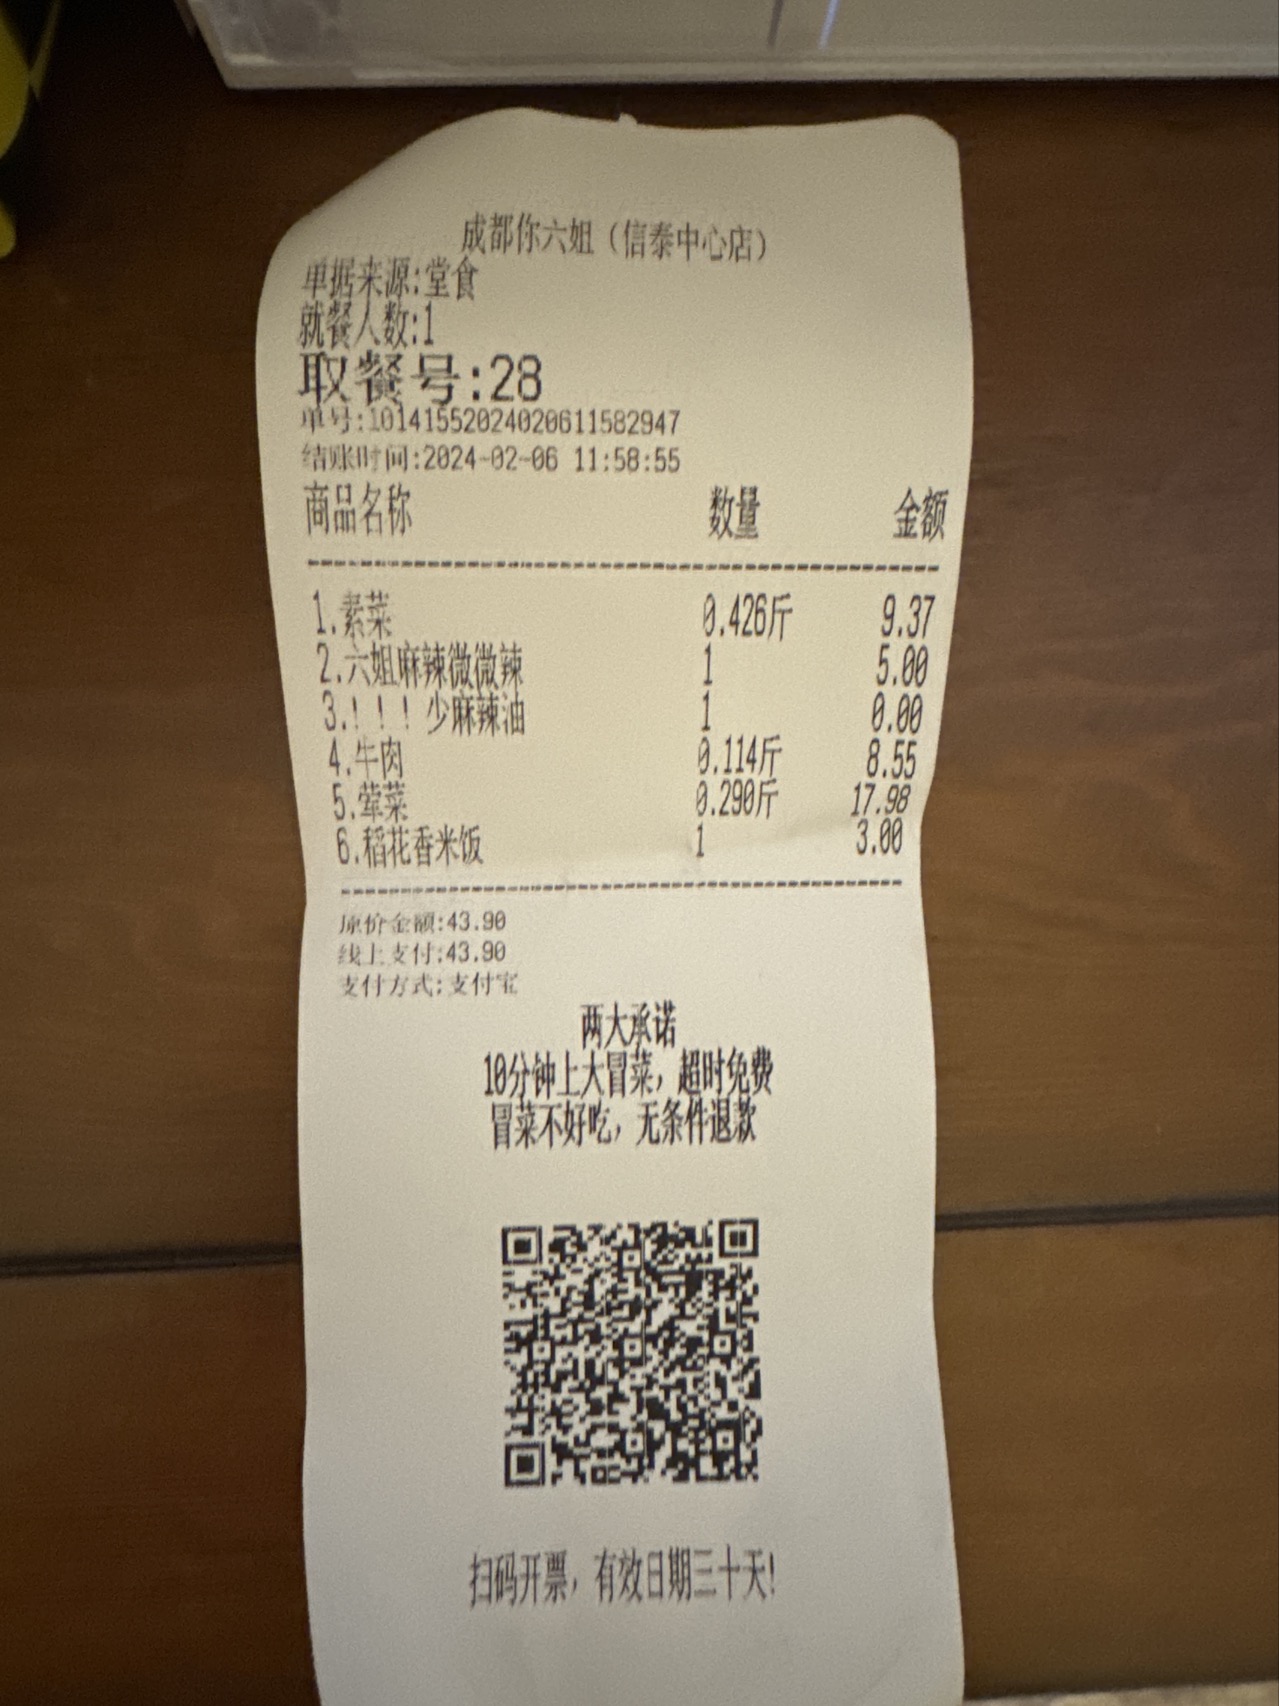 成都你六姐（信泰中心店）
单据来源:堂食
就餐人数:1
取餐号:28
单号:10141552024020611582947
结账时间:2024-02-06 11:58:55
商品名称 数量 金额
1.素菜 0.426斤 9.37
2.六姐麻辣微微辣 1 5.00
3.！！！少麻辣油 1 0.00
4.牛肉 0.114斤 8.55
5.荤菜 0.290斤 17.98
6.稻花香米饭 1 3.00
原价金额:43.90
线上支付:43.90
支付方式:支付宝
两大承诺
10分钟上大冒菜，超时免费
冒菜不好吃，无条件退款
扫码开票，有效日期三十天!